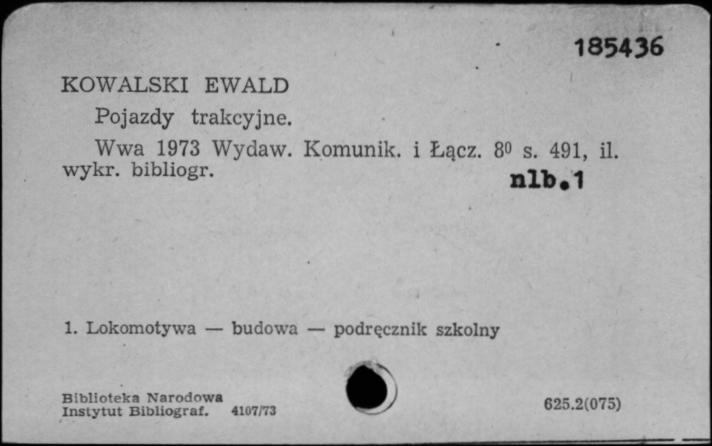 185436
KOWALSKI EWALD
Pojazdy trakcyjne.
Wwa 1973 Wydaw. Komunik. i Łącz. 8⁰ s. 491, il.
wykr. bibliogr.
nlb.1
1. Lokomotywa — budowa — podręcznik szkolny
Biblioteka Narodowa
Instytut Bibliograf. 4107/73
625.2(075)